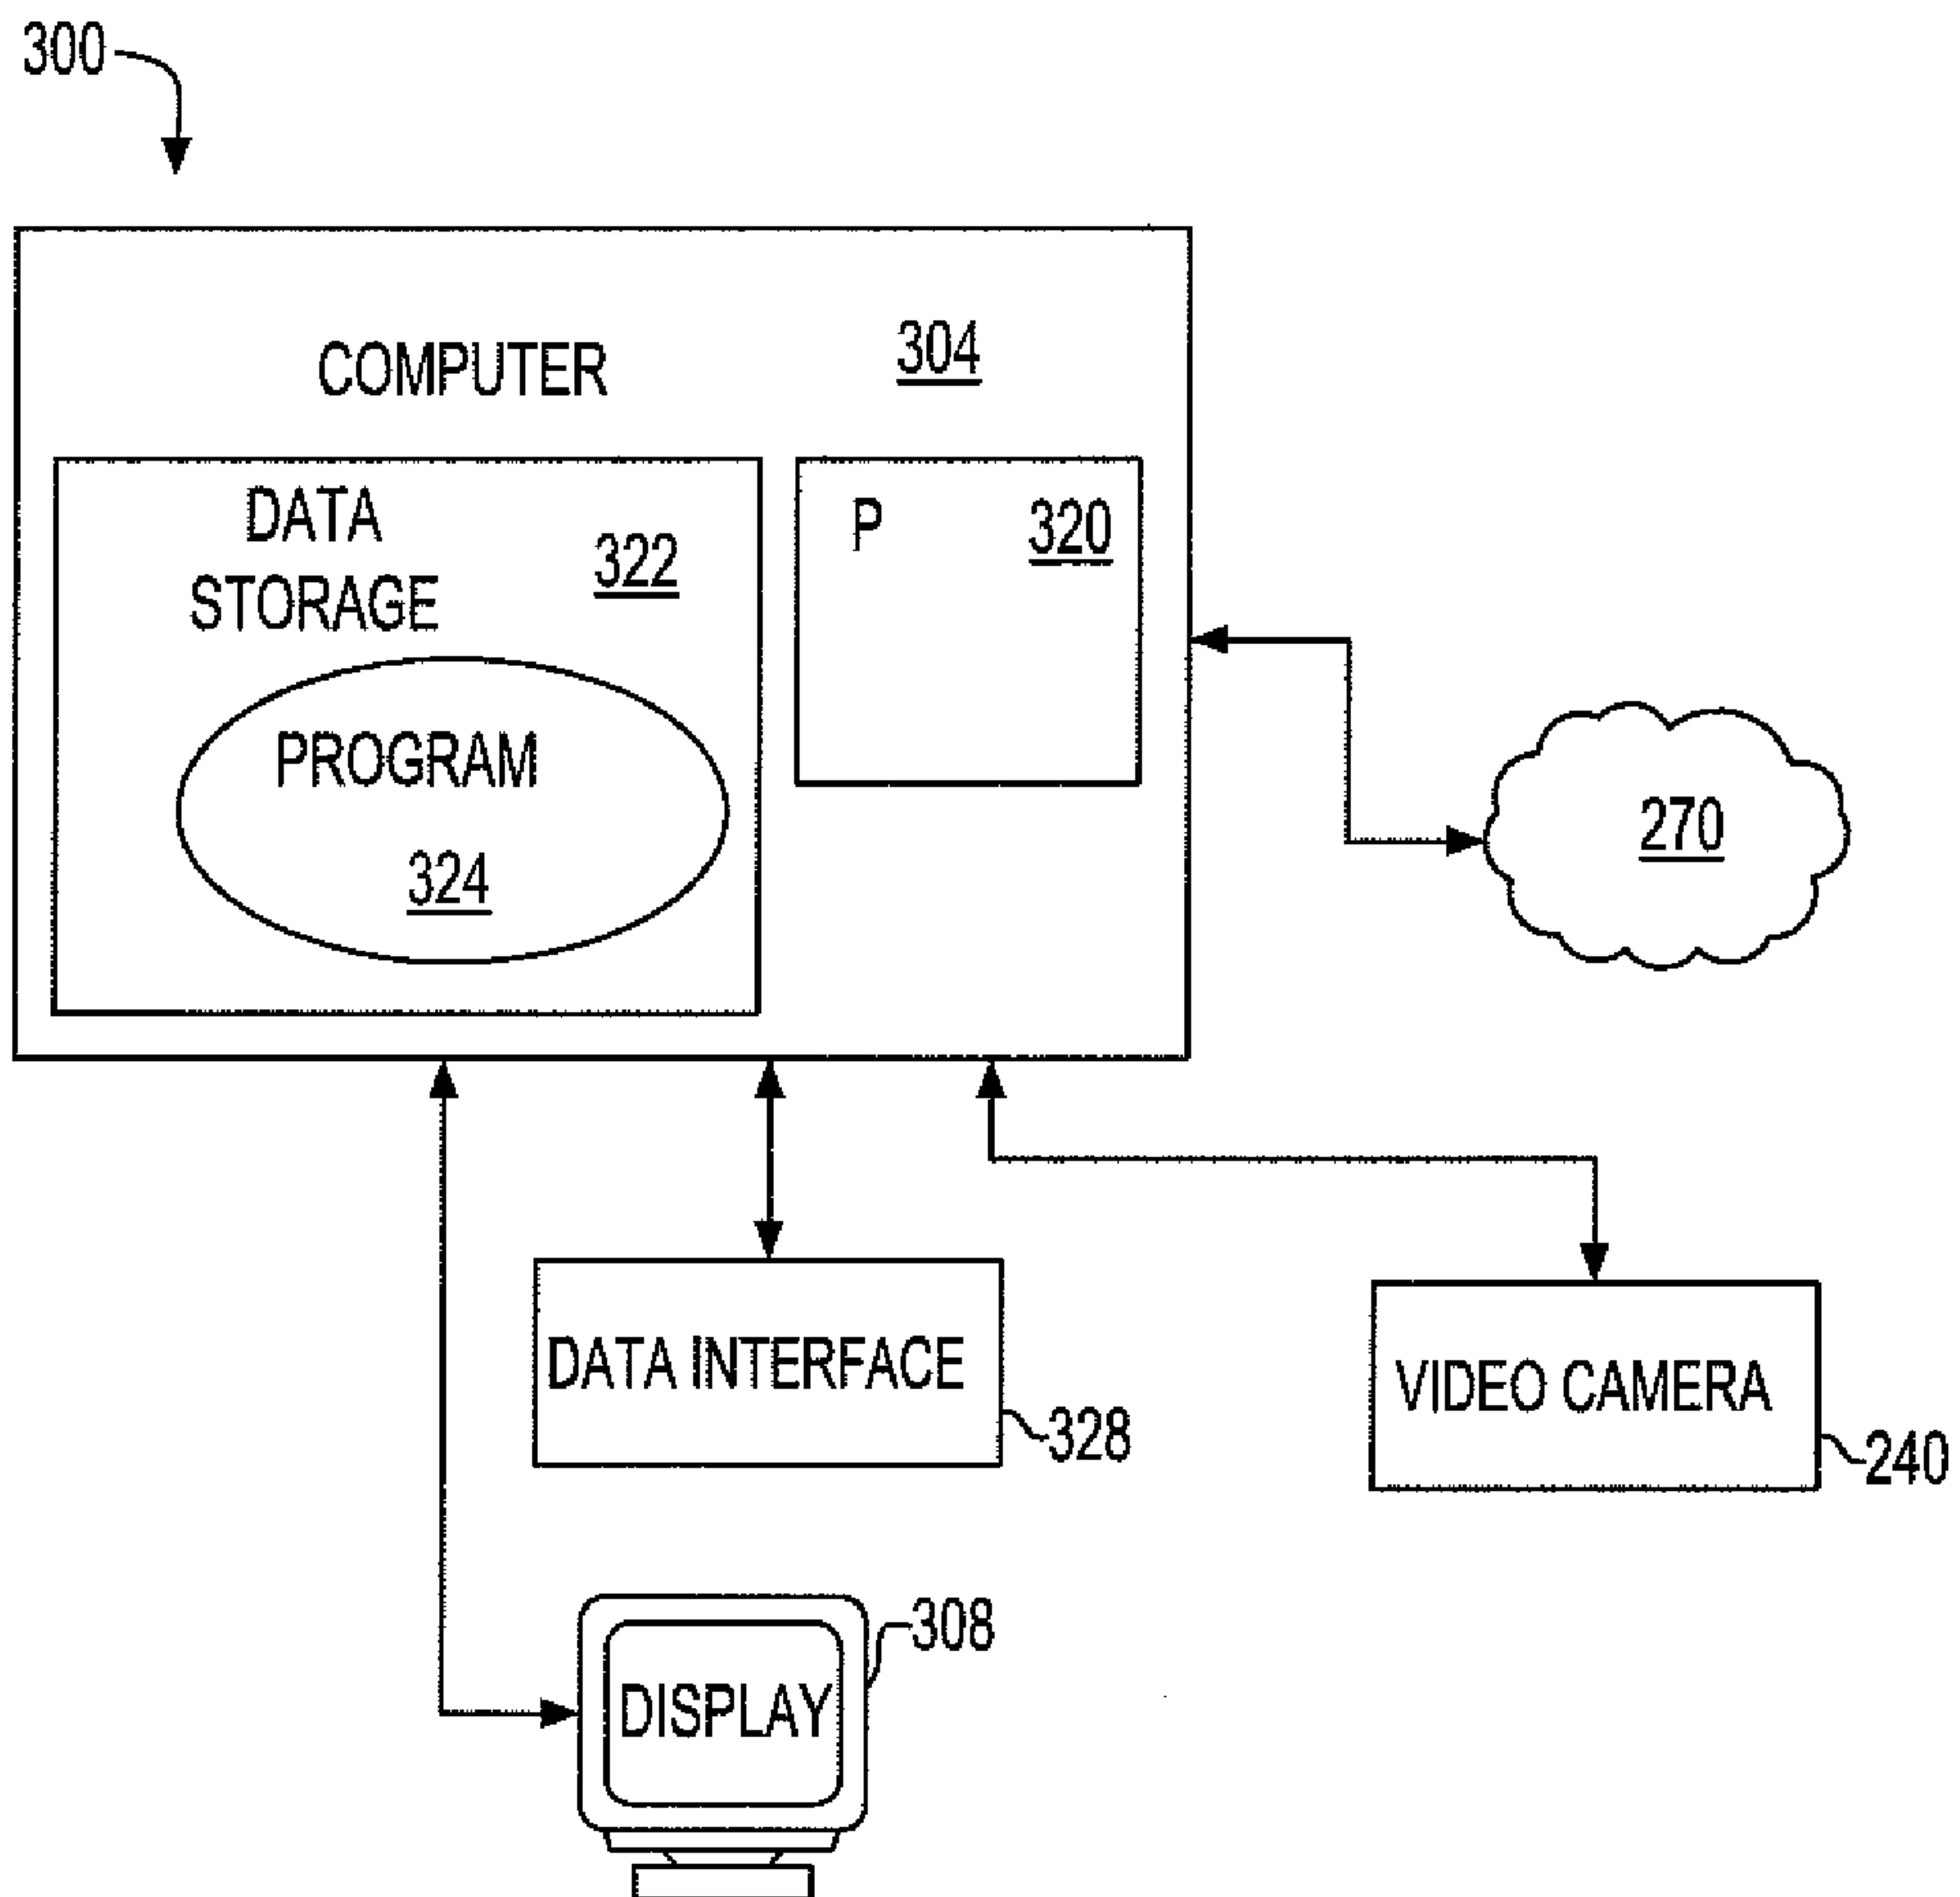 300
COMPUTER
304
DATA
STORAGE
322
P
320
PROGRAM
324
270
DATA INTERFACE
328
VIDEO CAMERA
240
308
DISPLAY